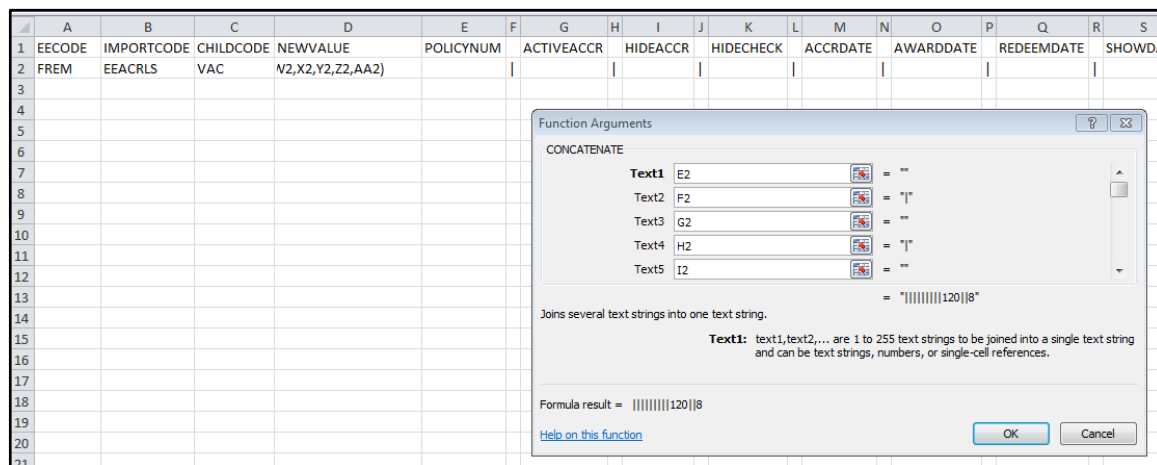 A B C D E F G H I J K L M N O P Q R S
1 EECODE IMPORTCODE CHILDCODE NEWVALUE POLICYNUM ACTIVEACCR HIDEACCR HIDECHECK ACCRDATE AWARDDATE REDEEMDATE SHOWDA
2 FREM EEACRLS VAC W2,X2,Y2,Z2,AA2) | | | | | | |
3
4
5
6
7
8
9
10
11
12
13
14
15
16
17
18
19
20
21
Function Arguments
CONCATENATE
Text1 E2 = ""
Text2 F2 = "|"
Text3 G2 = ""
Text4 H2 = "|"
Text5 I2 = ""
= "|||||||||120||8"
Joins several text strings into one text string.
Text1: text1,text2,... are 1 to 255 text strings to be joined into a single text string
and can be text strings, numbers, or single-cell references.
Formula result = |||||||||120||8
Help on this function
OK Cancel